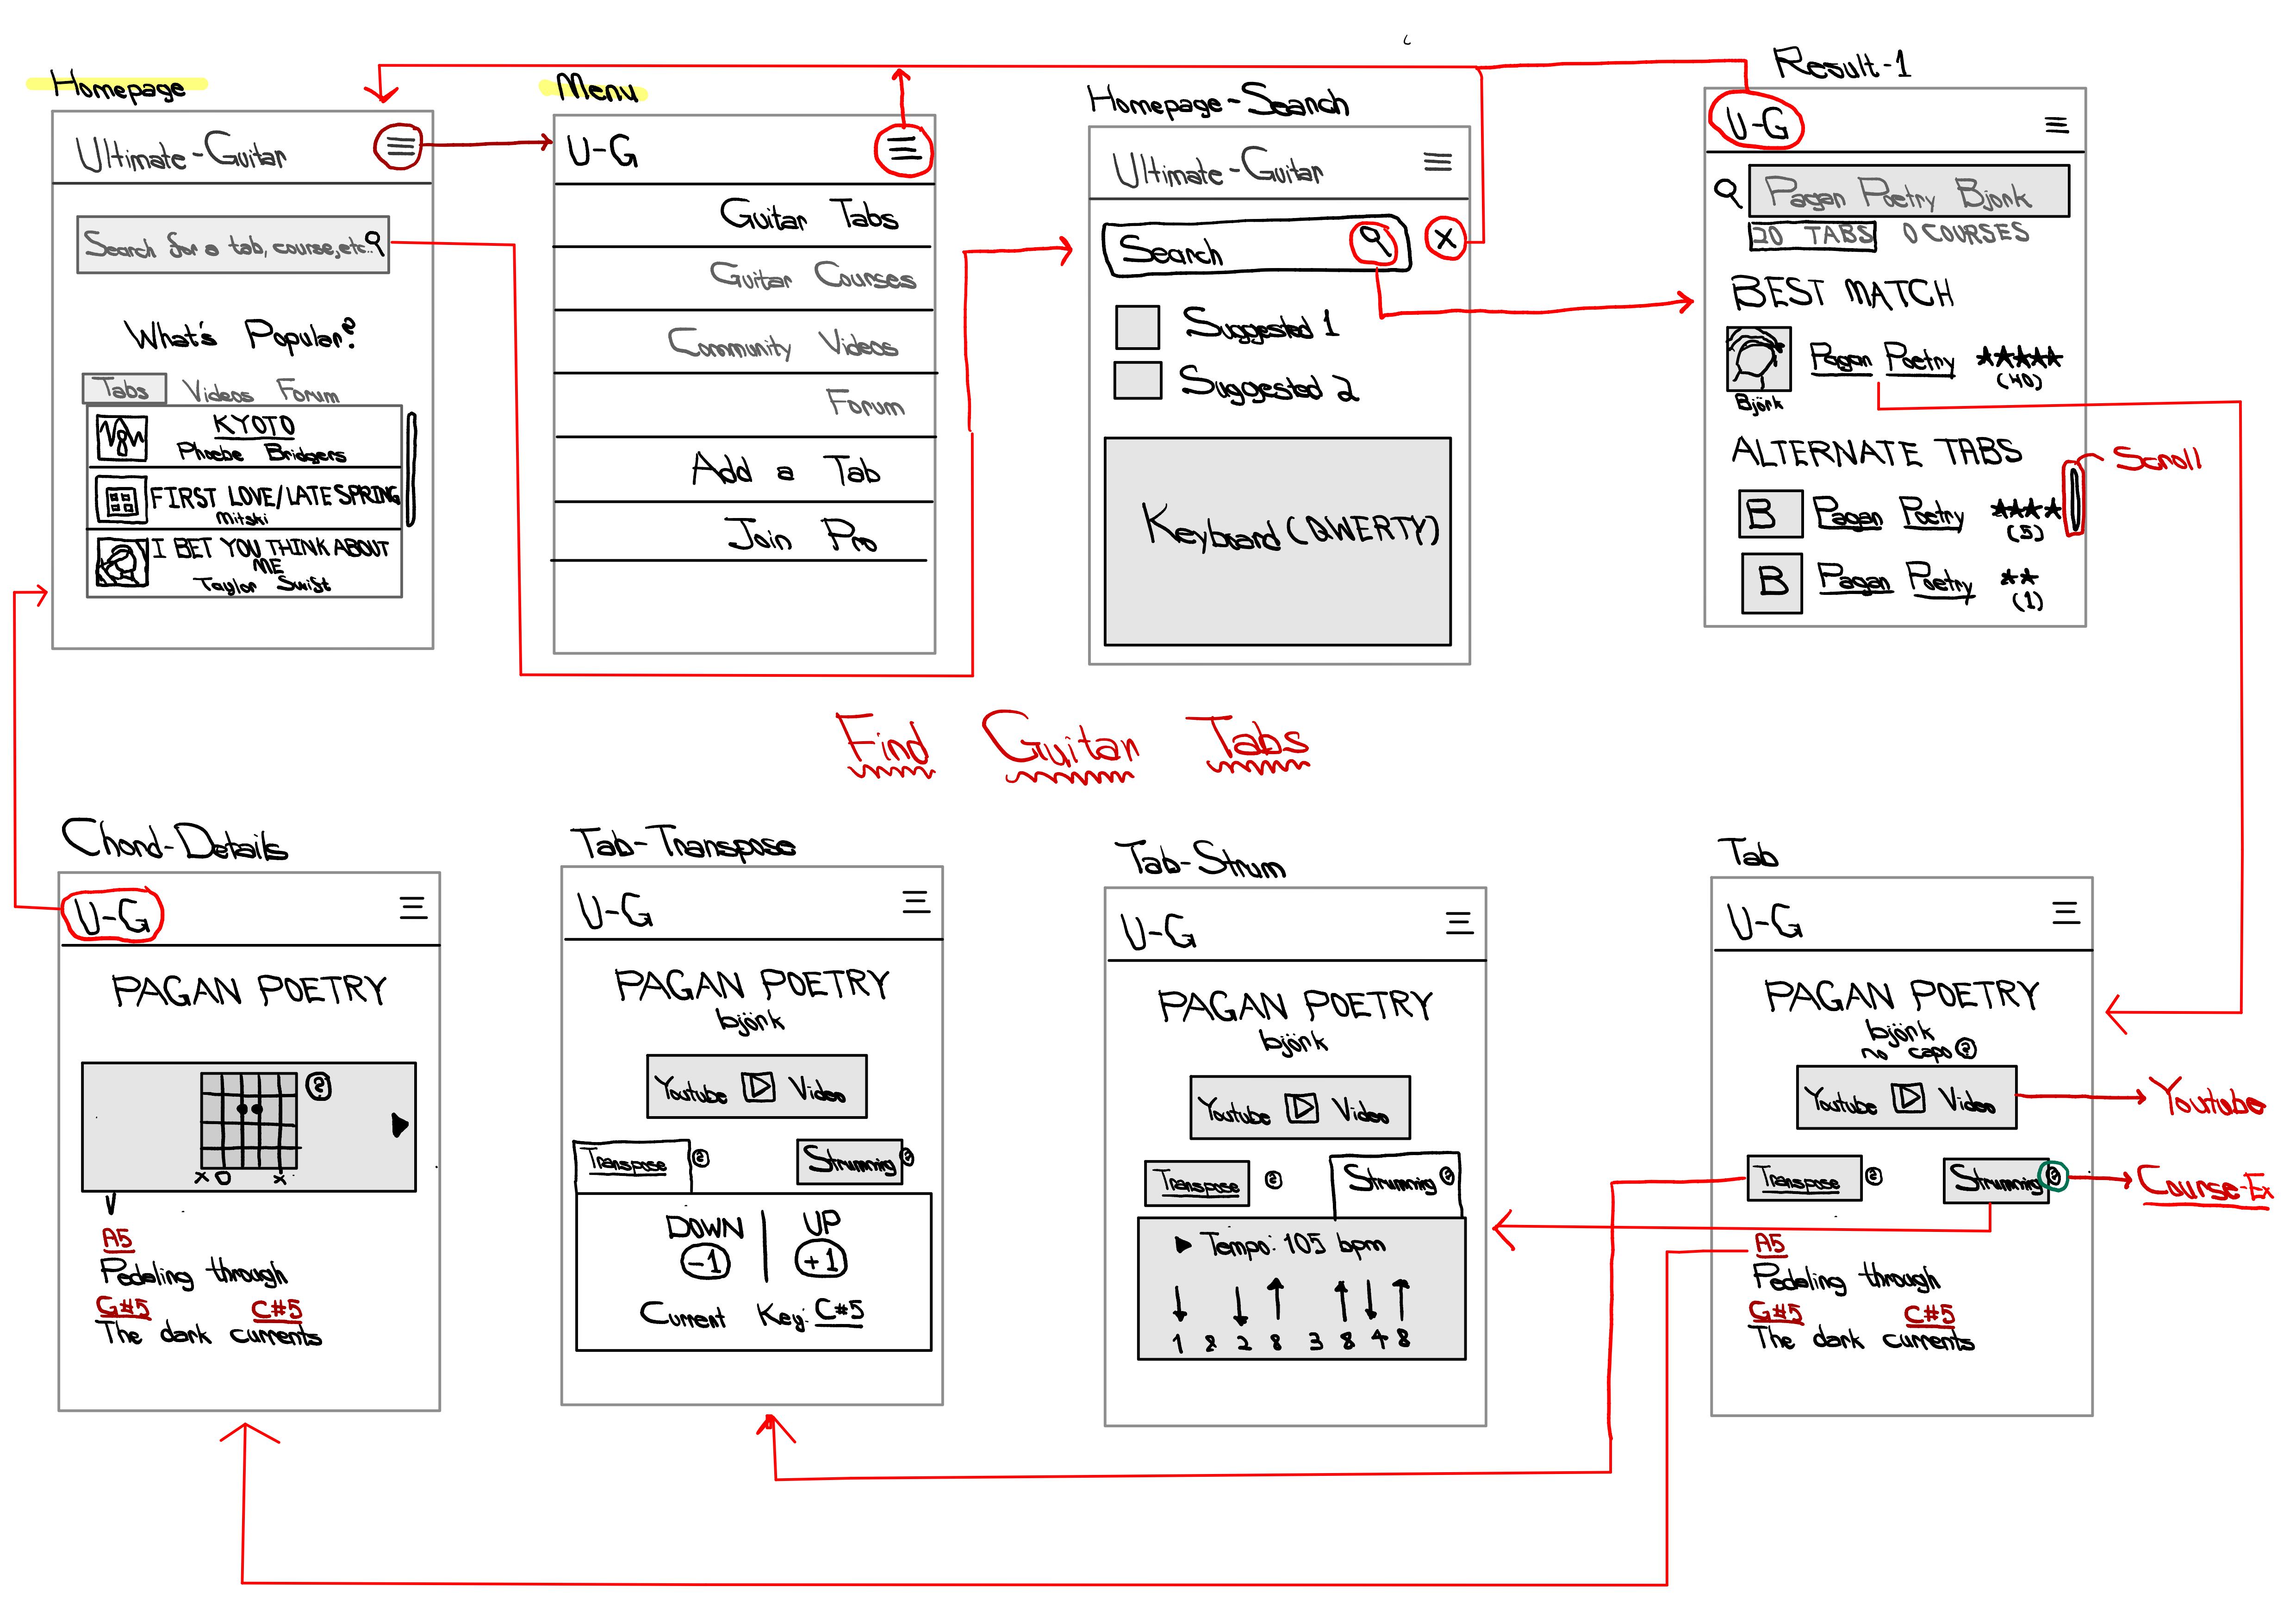 Homepage
Ultimate-Guitar
Search for a tab, course, etc..
What's Popular?
Tabs Videos Forum
KYOTO
Phoebe Bridgers
FIRST LOVE/LATE SPRING
Mitski
I BET YOU THINK ABOUT
ME
Taylor Swift
Menu
U-G
Guitar Tabs
Guitar Courses
Community Videos
Forum
Add a Tab
Join Pro
Homepage-Search
Ultimate-Guitar
Search
X
Suggested 1
Suggested 2
Keyboard (QWERTY)
Result-1
U-G
Pagan Poetry Bjork
20 TABS 0 COURSES
BEST MATCH
Pagan Poetry ★★★★★
(40)
Björk
ALTERNATE TABS
Scroll
B Pagan Poetry ★★★★
(5)
B Pagan Poetry ★★
(1)
Find Guitar Tabs
Chord-Details
U-G
PAGAN POETRY
?
x o x
A5
Pedaling through
G#5 C#5
The dark currents
Tab-Transpose
U-G
PAGAN POETRY
björk
Youtube Video
Transpose ? Strumming ?
DOWN UP
-1 +1
Current Key: C#5
Tab-Strum
U-G
PAGAN POETRY
björk
Youtube Video
Transpose ? Strumming ?
Tempo: 105 bpm
1 & 2 & 3 & 4 &
Tab
U-G
PAGAN POETRY
björk
no capo ?
Youtube Video
Youtube
Transpose ? Strumming ?
Course-Ex
A5
Pedaling through
G#5 C#5
The dark currents